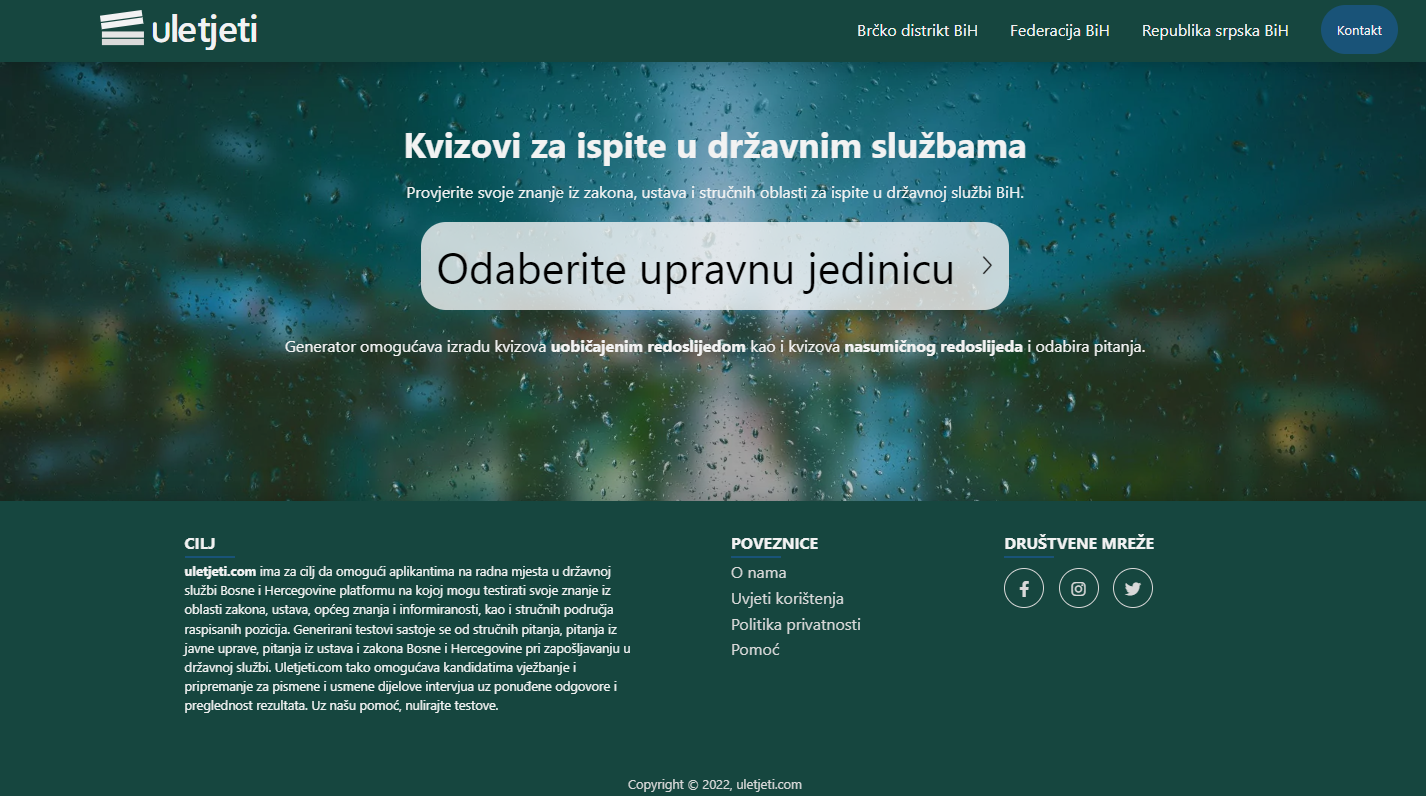 uletjeti
Brčko distrikt BiH
Federacija BiH
Republika srpska BiH
Kontakt
Kvizovi za ispite u državnim službama
Provjerite svoje znanje iz zakona, ustava i stručnih oblasti za ispite u državnoj službi BiH.
Odaberite upravnu jedinicu
Generator omogućava izradu kvizova uobičajenim redoslijedom kao i kvizova nasumičnog redoslijeda i odabira pitanja.
CILJ
uletjeti.com ima za cilj da omogući aplikantima na radna mjesta u državnoj
službi Bosne i Hercegovine platformu na kojoj mogu testirati svoje znanje iz
oblasti zakona, ustava, općeg znanja i informiranosti, kao i stručnih područja
raspisanih pozicija. Generirani testovi sastoje se od stručnih pitanja, pitanja iz
javne uprave, pitanja iz ustava i zakona Bosne i Hercegovine pri zapošljavanju u
državnoj službi. Uletjeti.com tako omogućava kandidatima vježbanje i
pripremanje za pismene i usmene dijelove intervjua uz ponuđene odgovore i
preglednost rezultata. Uz našu pomoć, nulirajte testove.
POVEZNICE
O nama
Uvjeti korištenja
Politika privatnosti
Pomoć
DRUŠTVENE MREŽE
Copyright © 2022, uletjeti.com